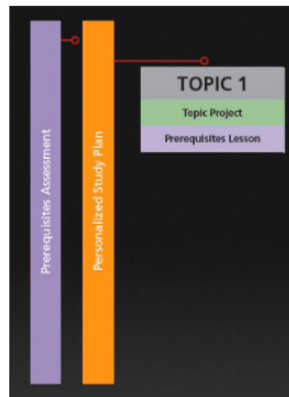 Prerequisites Assessment
Personalized Study Plan
TOPIC 1
Topic Project
Prerequisites Lesson